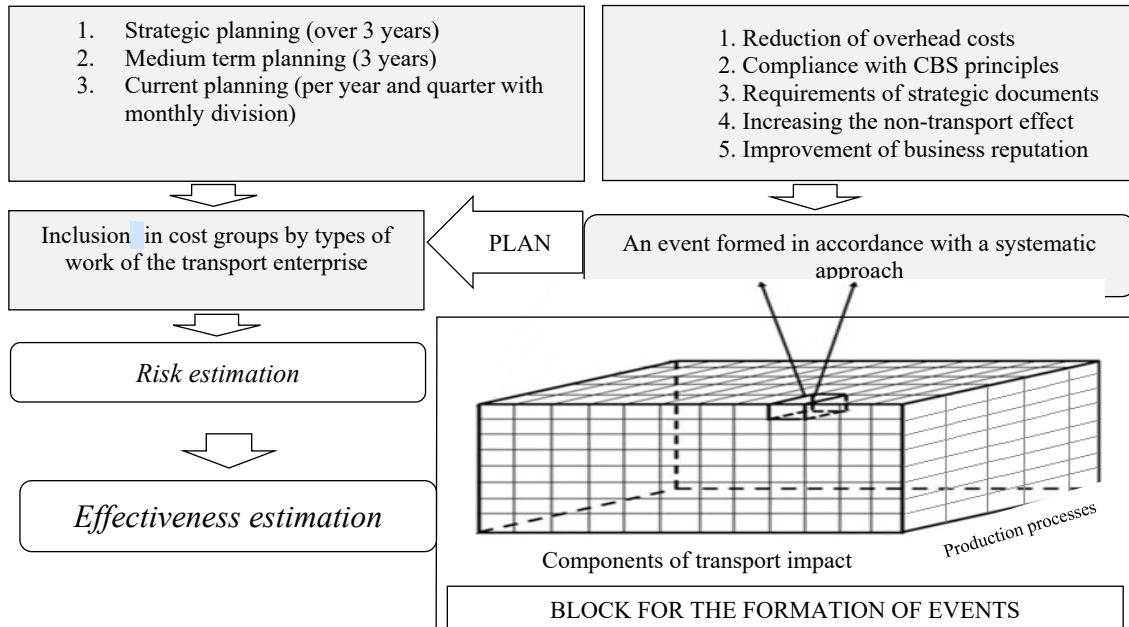 1. Strategic planning (over 3 years)
2. Medium term planning (3 years)
3. Current planning (per year and quarter with
monthly division)
1. Reduction of overhead costs
2. Compliance with CBS principles
3. Requirements of strategic documents
4. Increasing the non-transport effect
5. Improvement of business reputation
Inclusion in cost groups by types of
work of the transport enterprise
PLAN
An event formed in accordance with a systematic
approach
Risk estimation
Effectiveness estimation
Components of transport impact
Production processes
BLOCK FOR THE FORMATION OF EVENTS